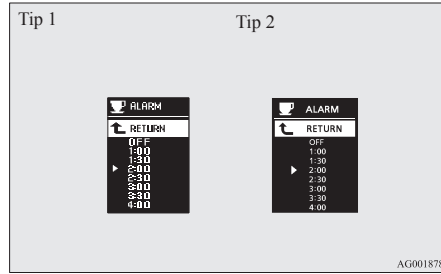 Tip 1
Tip 2
ALARM
RETURN
OFF
1:00
1:30
2:00
2:30
3:00
3:30
4:00
ALARM
RETURN
OFF
1:00
1:30
2:00
2:30
3:00
3:30
4:00
AG001878